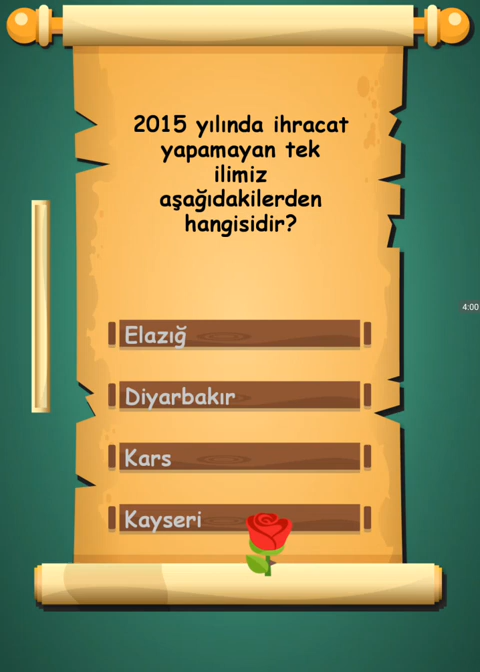 2015 yılında ihracat
yapamayan tek
ilimiz
aşağıdakilerden
hangisidir?
4:00
Elazığ
Diyarbakır
Kars
Kayseri